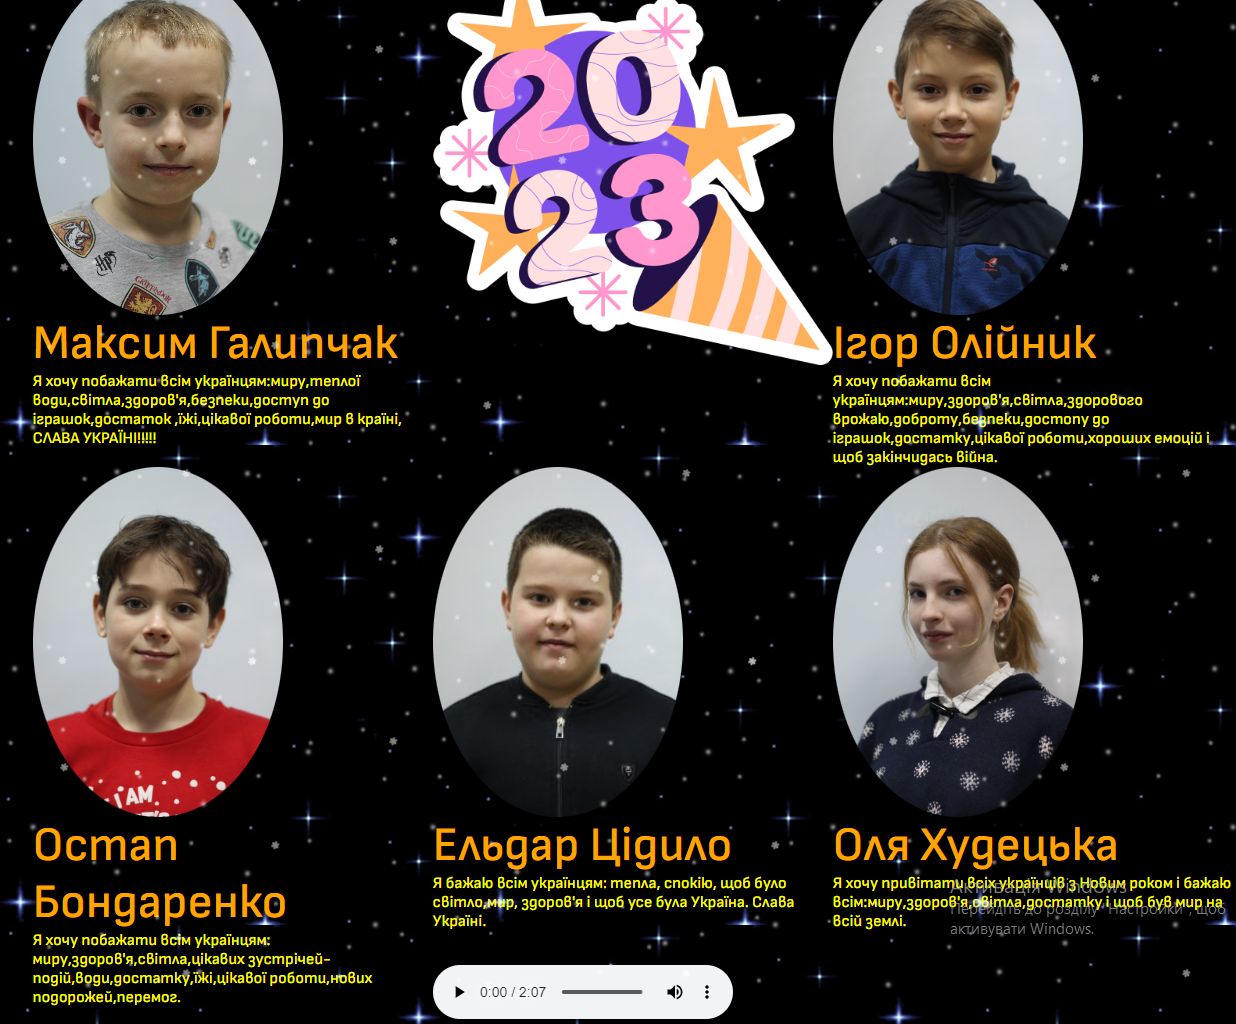 20
23
Максим Галипчак
Я хочу побажати всім українцям:миру,теплої
води,світла,здоров'я,безпеки,доступ до
іграшок,достаток ,їжі,цікавої роботи,мир в країні,
СЛАВА УКРАЇНІ!!!!!
Ігор Олійник
Я хочу побажати всім
українцям:миру,здоров'я,світла,здорового
врожаю,доброту,безпеки,достопу до
іграшок,достатку,цікавої роботи,хороших емоцій і
щоб закінчидась війна.
GRYFFINDOR
I AM
Остап
Бондаренко
Я хочу побажати всім українцям:
миру,здоров'я,світла,цікавих зустрічей-
подій,води,достатку,їжі,цікавої роботи,нових
подорожей,перемог.
Ельдар Цідило
Я бажаю всім українцям: тепла, спокію, щоб було
світло,мир, здоров'я і щоб усе була Україна. Слава
Україні.
Оля Худецька
Я хочу привітати всіх українців з Новим роком і бажаю
всім:миру,здоров'я,світла,достатку і щоб був мир на
всій землі.
Активація Windows
Перейдіть до розділу "Настройки", щоб
активувати Windows.
0:00 / 2:07